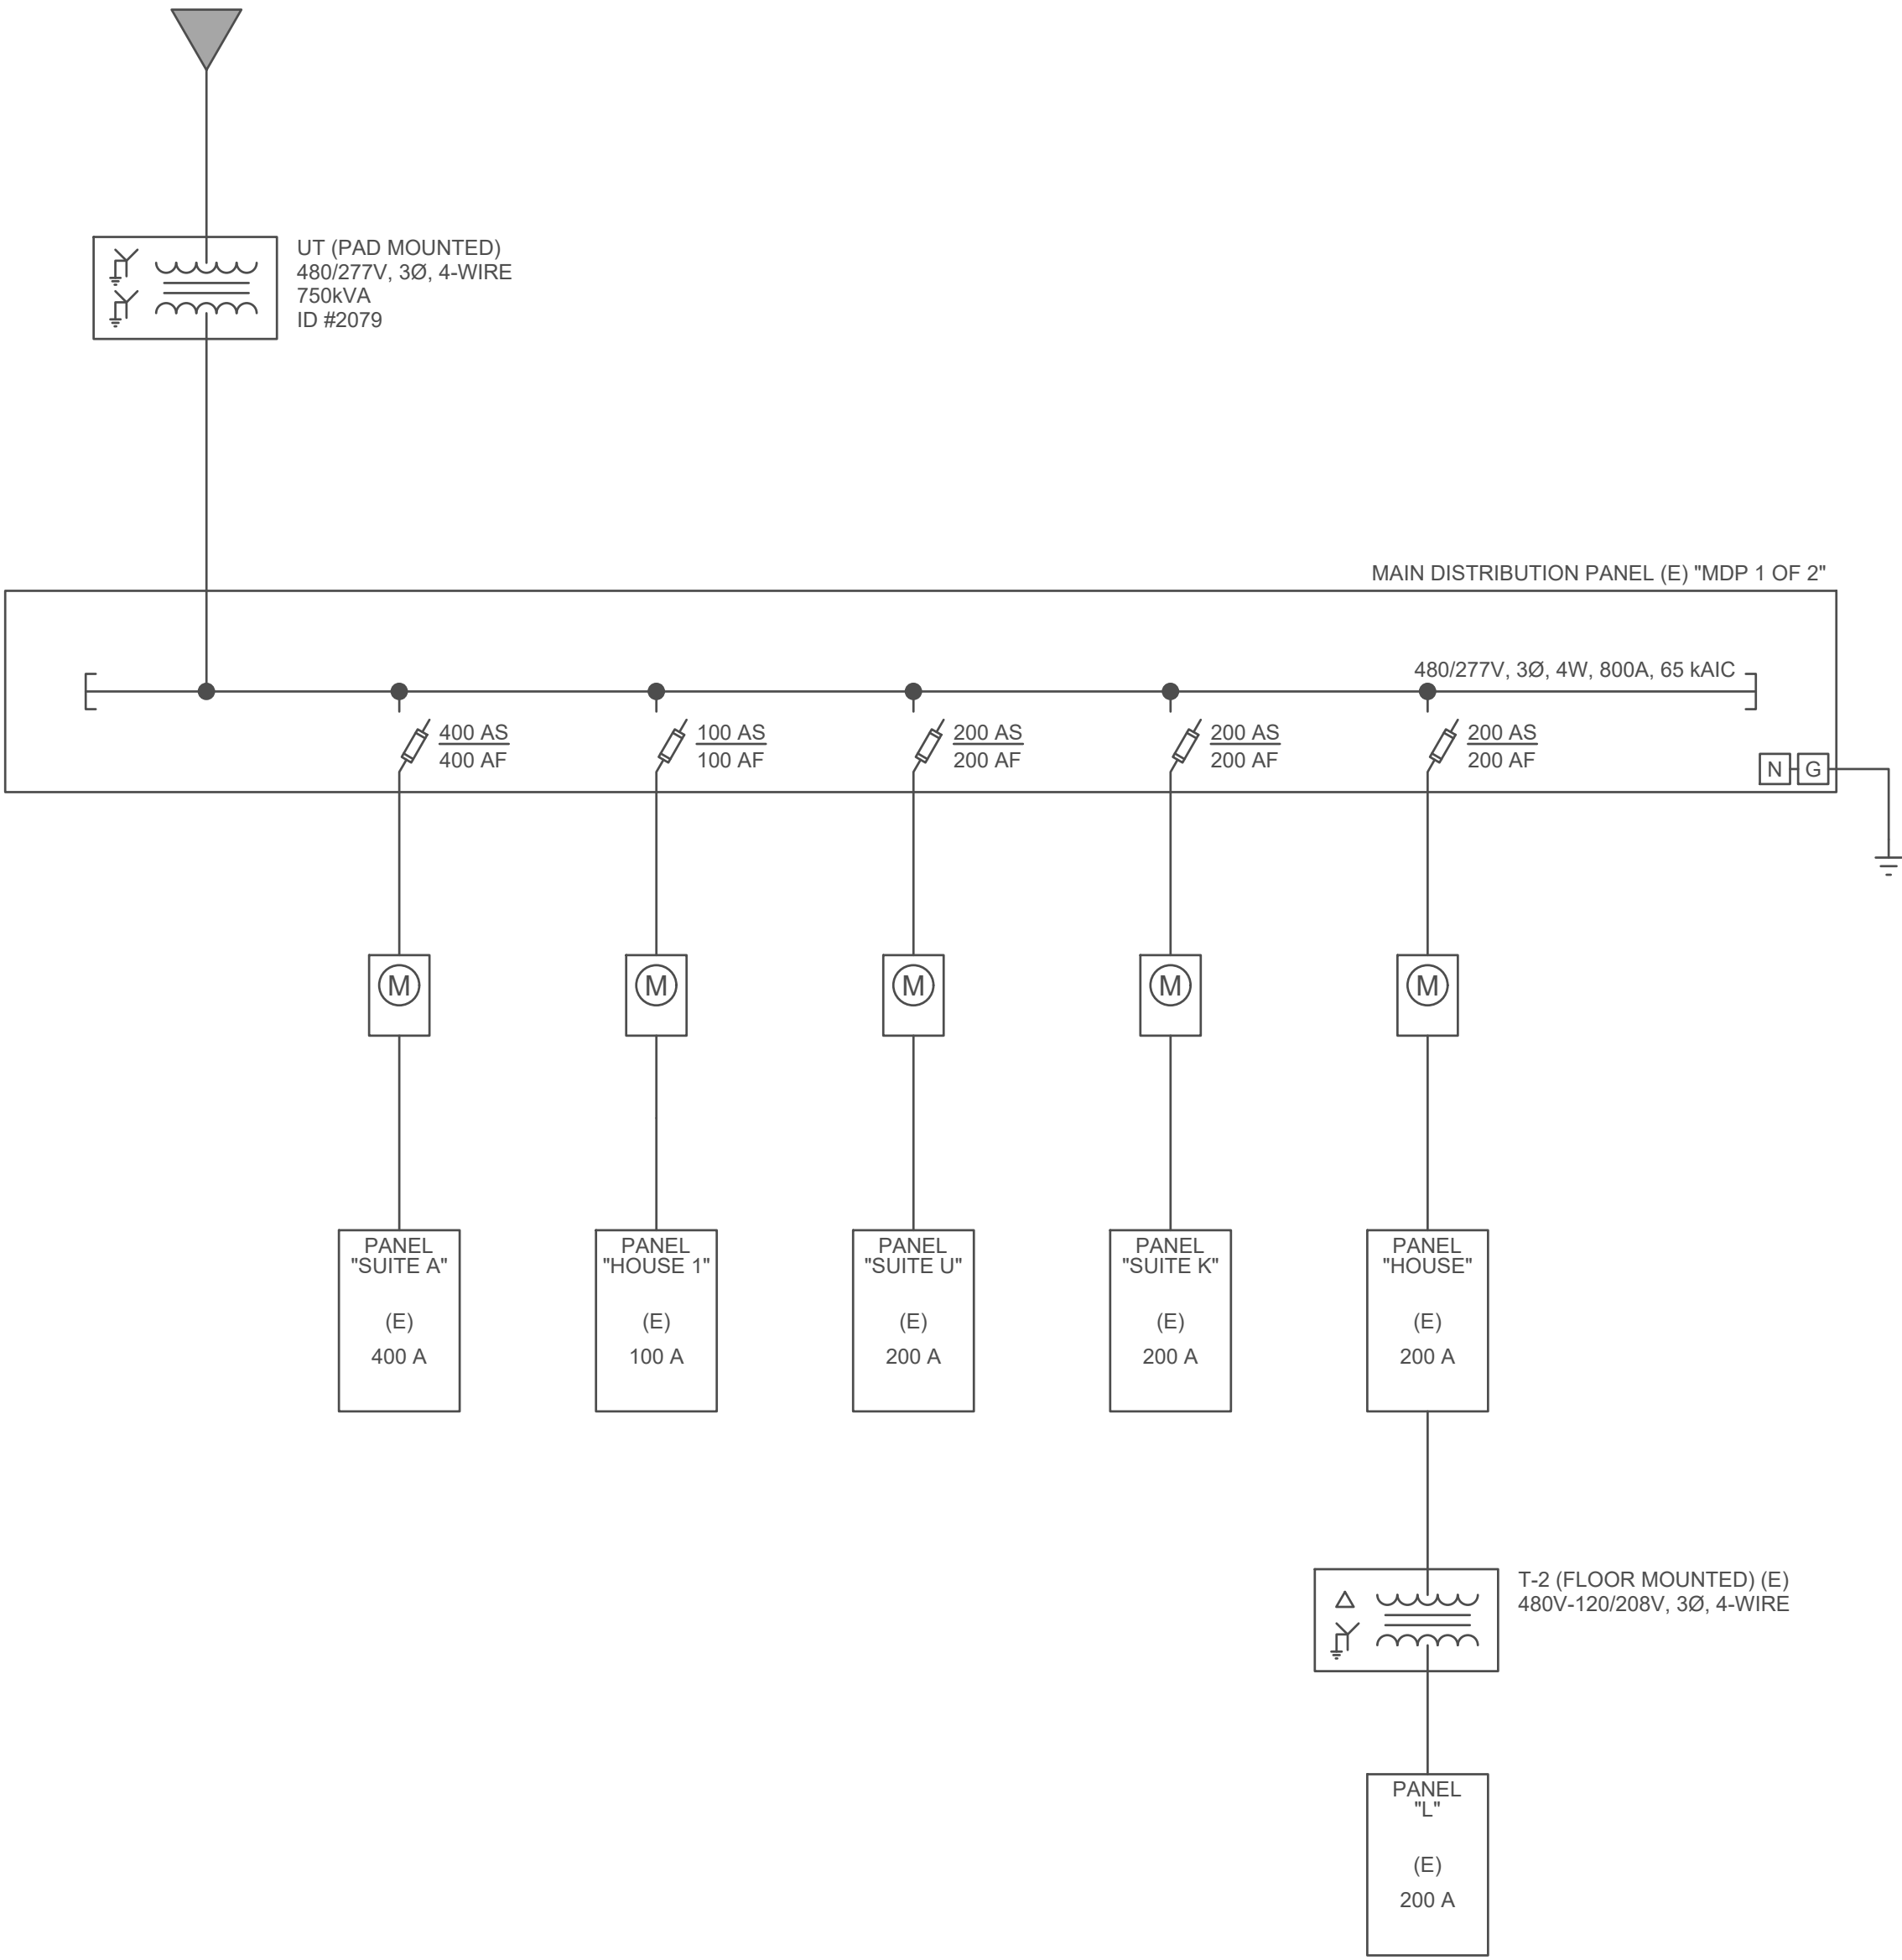 UT (PAD MOUNTED)
480/277V, 3Ø, 4-WIRE
750kVA
ID #2079
MAIN DISTRIBUTION PANEL (E) "MDP 1 OF 2"
480/277V, 3Ø, 4W, 800A, 65 kAIC
400 AS
400 AF
100 AS
100 AF
200 AS
200 AF
200 AS
200 AF
200 AS
200 AF
N G
M
M
M
M
M
PANEL
"SUITE A"
(E)
400 A
PANEL
"HOUSE 1"
(E)
100 A
PANEL
"SUITE U"
(E)
200 A
PANEL
"SUITE K"
(E)
200 A
PANEL
"HOUSE"
(E)
200 A
T-2 (FLOOR MOUNTED) (E)
480V-120/208V, 3Ø, 4-WIRE
PANEL
"L"
(E)
200 A